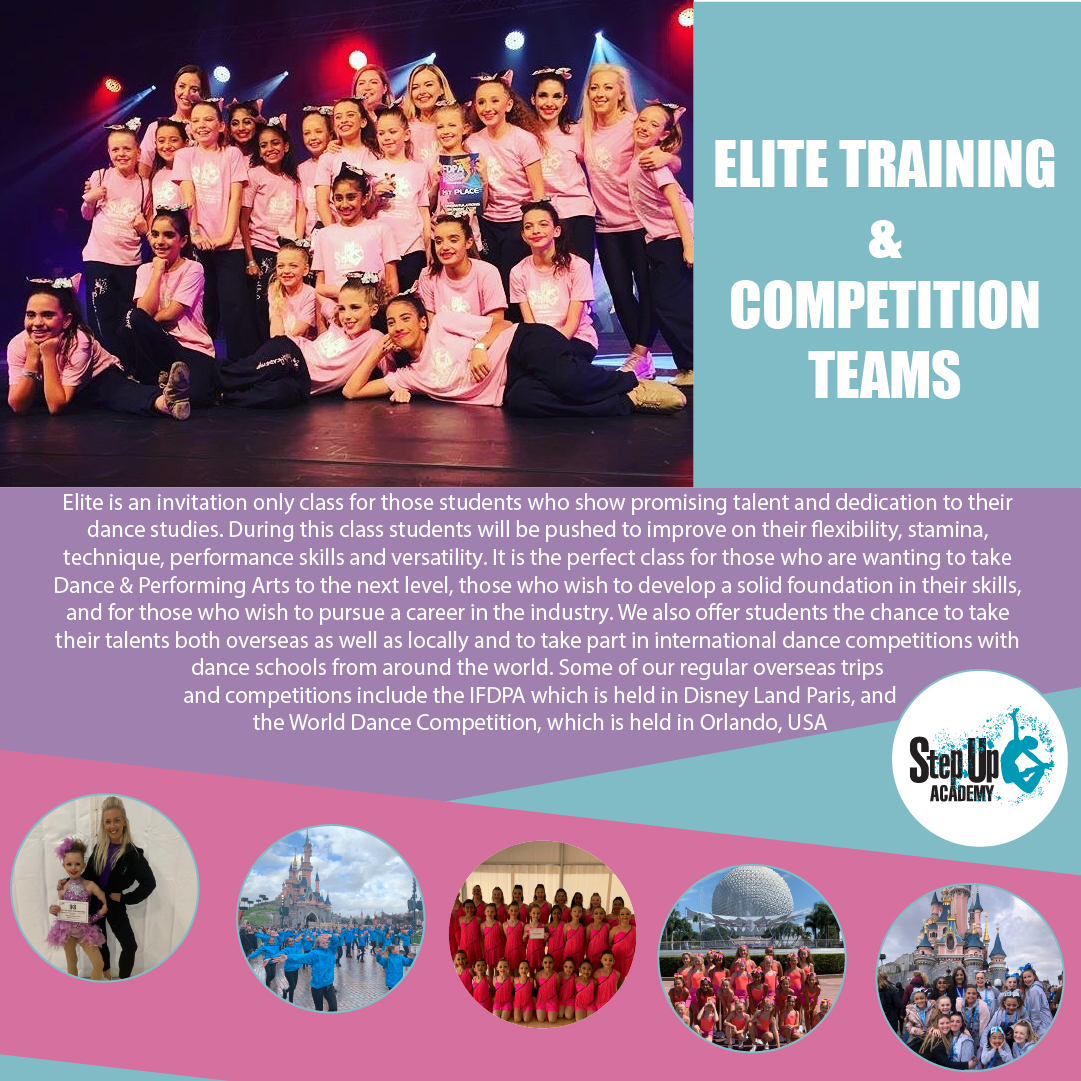 IFDPA
1ST PLACE
ELITE TRAINING
&
COMPETITION
TEAMS
Elite is an invitation only class for those students who show promising talent and dedication to their
dance studies. During this class students will be pushed to improve on their flexibility, stamina,
technique, performance skills and versatility. It is the perfect class for those who are wanting to take
Dance & Performing Arts to the next level, those who wish to develop a solid foundation in their skills,
and for those who wish to pursue a career in the industry. We also offer students the chance to take
their talents both overseas as well as locally and to take part in international dance competitions with
dance schools from around the world. Some of our regular overseas trips
and competitions include the IFDPA which is held in Disney Land Paris, and
the World Dance Competition, which is held in Orlando, USA
Step Up
ACADEMY